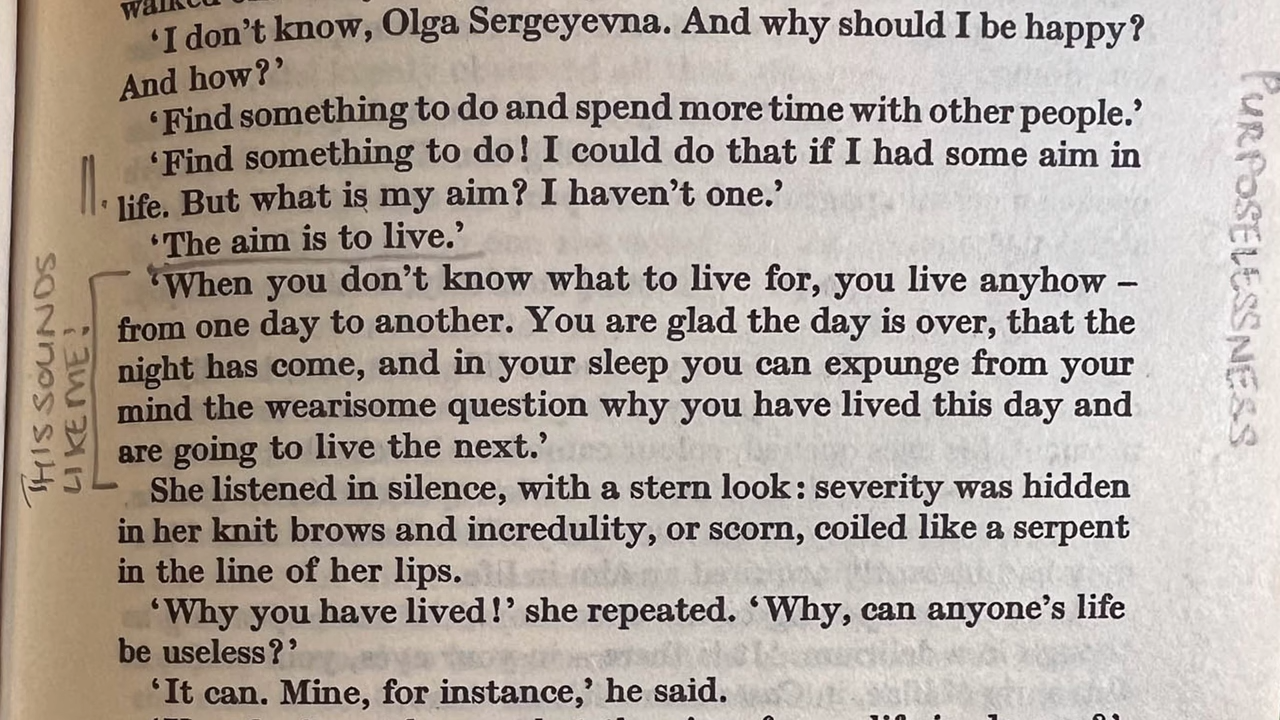 walked
‘I don’t know, Olga Sergeyevna. And why should I be happy?
And how?’
‘Find something to do and spend more time with other people.’
‘Find something to do! I could do that if I had some aim in
life. But what is my aim? I haven’t one.’
‘The aim is to live.’
‘When you don’t know what to live for, you live anyhow –
from one day to another. You are glad the day is over, that the
night has come, and in your sleep you can expunge from your
mind the wearisome question why you have lived this day and
are going to live the next.’
She listened in silence, with a stern look: severity was hidden
in her knit brows and incredulity, or scorn, coiled like a serpent
in the line of her lips.
‘Why you have lived!’ she repeated. ‘Why, can anyone’s life
be useless?’
‘It can. Mine, for instance,’ he said.
THIS SOUNDS
LIKE ME!
PURPOSELESSNESS